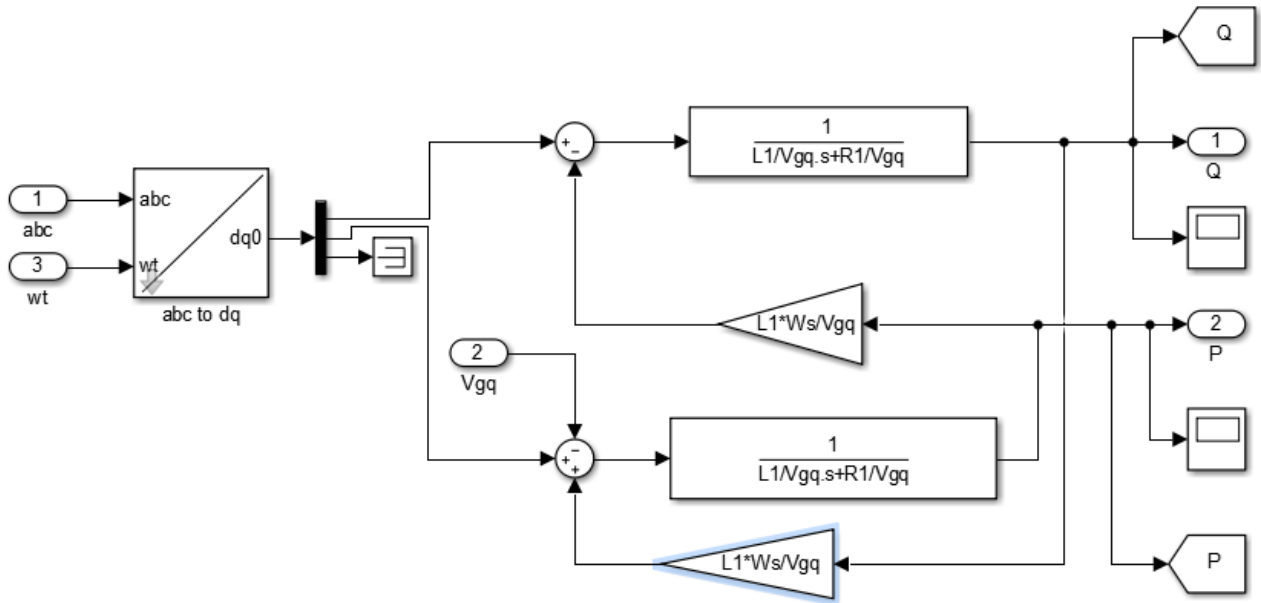 Q
1
L1/Vgq.s+R1/Vgq
+
−
1
Q
1
abc
abc
dq0
3
wt
wt
abc to dq
L1*Ws/Vgq
2
P
2
Vgq
−
+
+
1
L1/Vgq.s+R1/Vgq
L1*Ws/Vgq
P